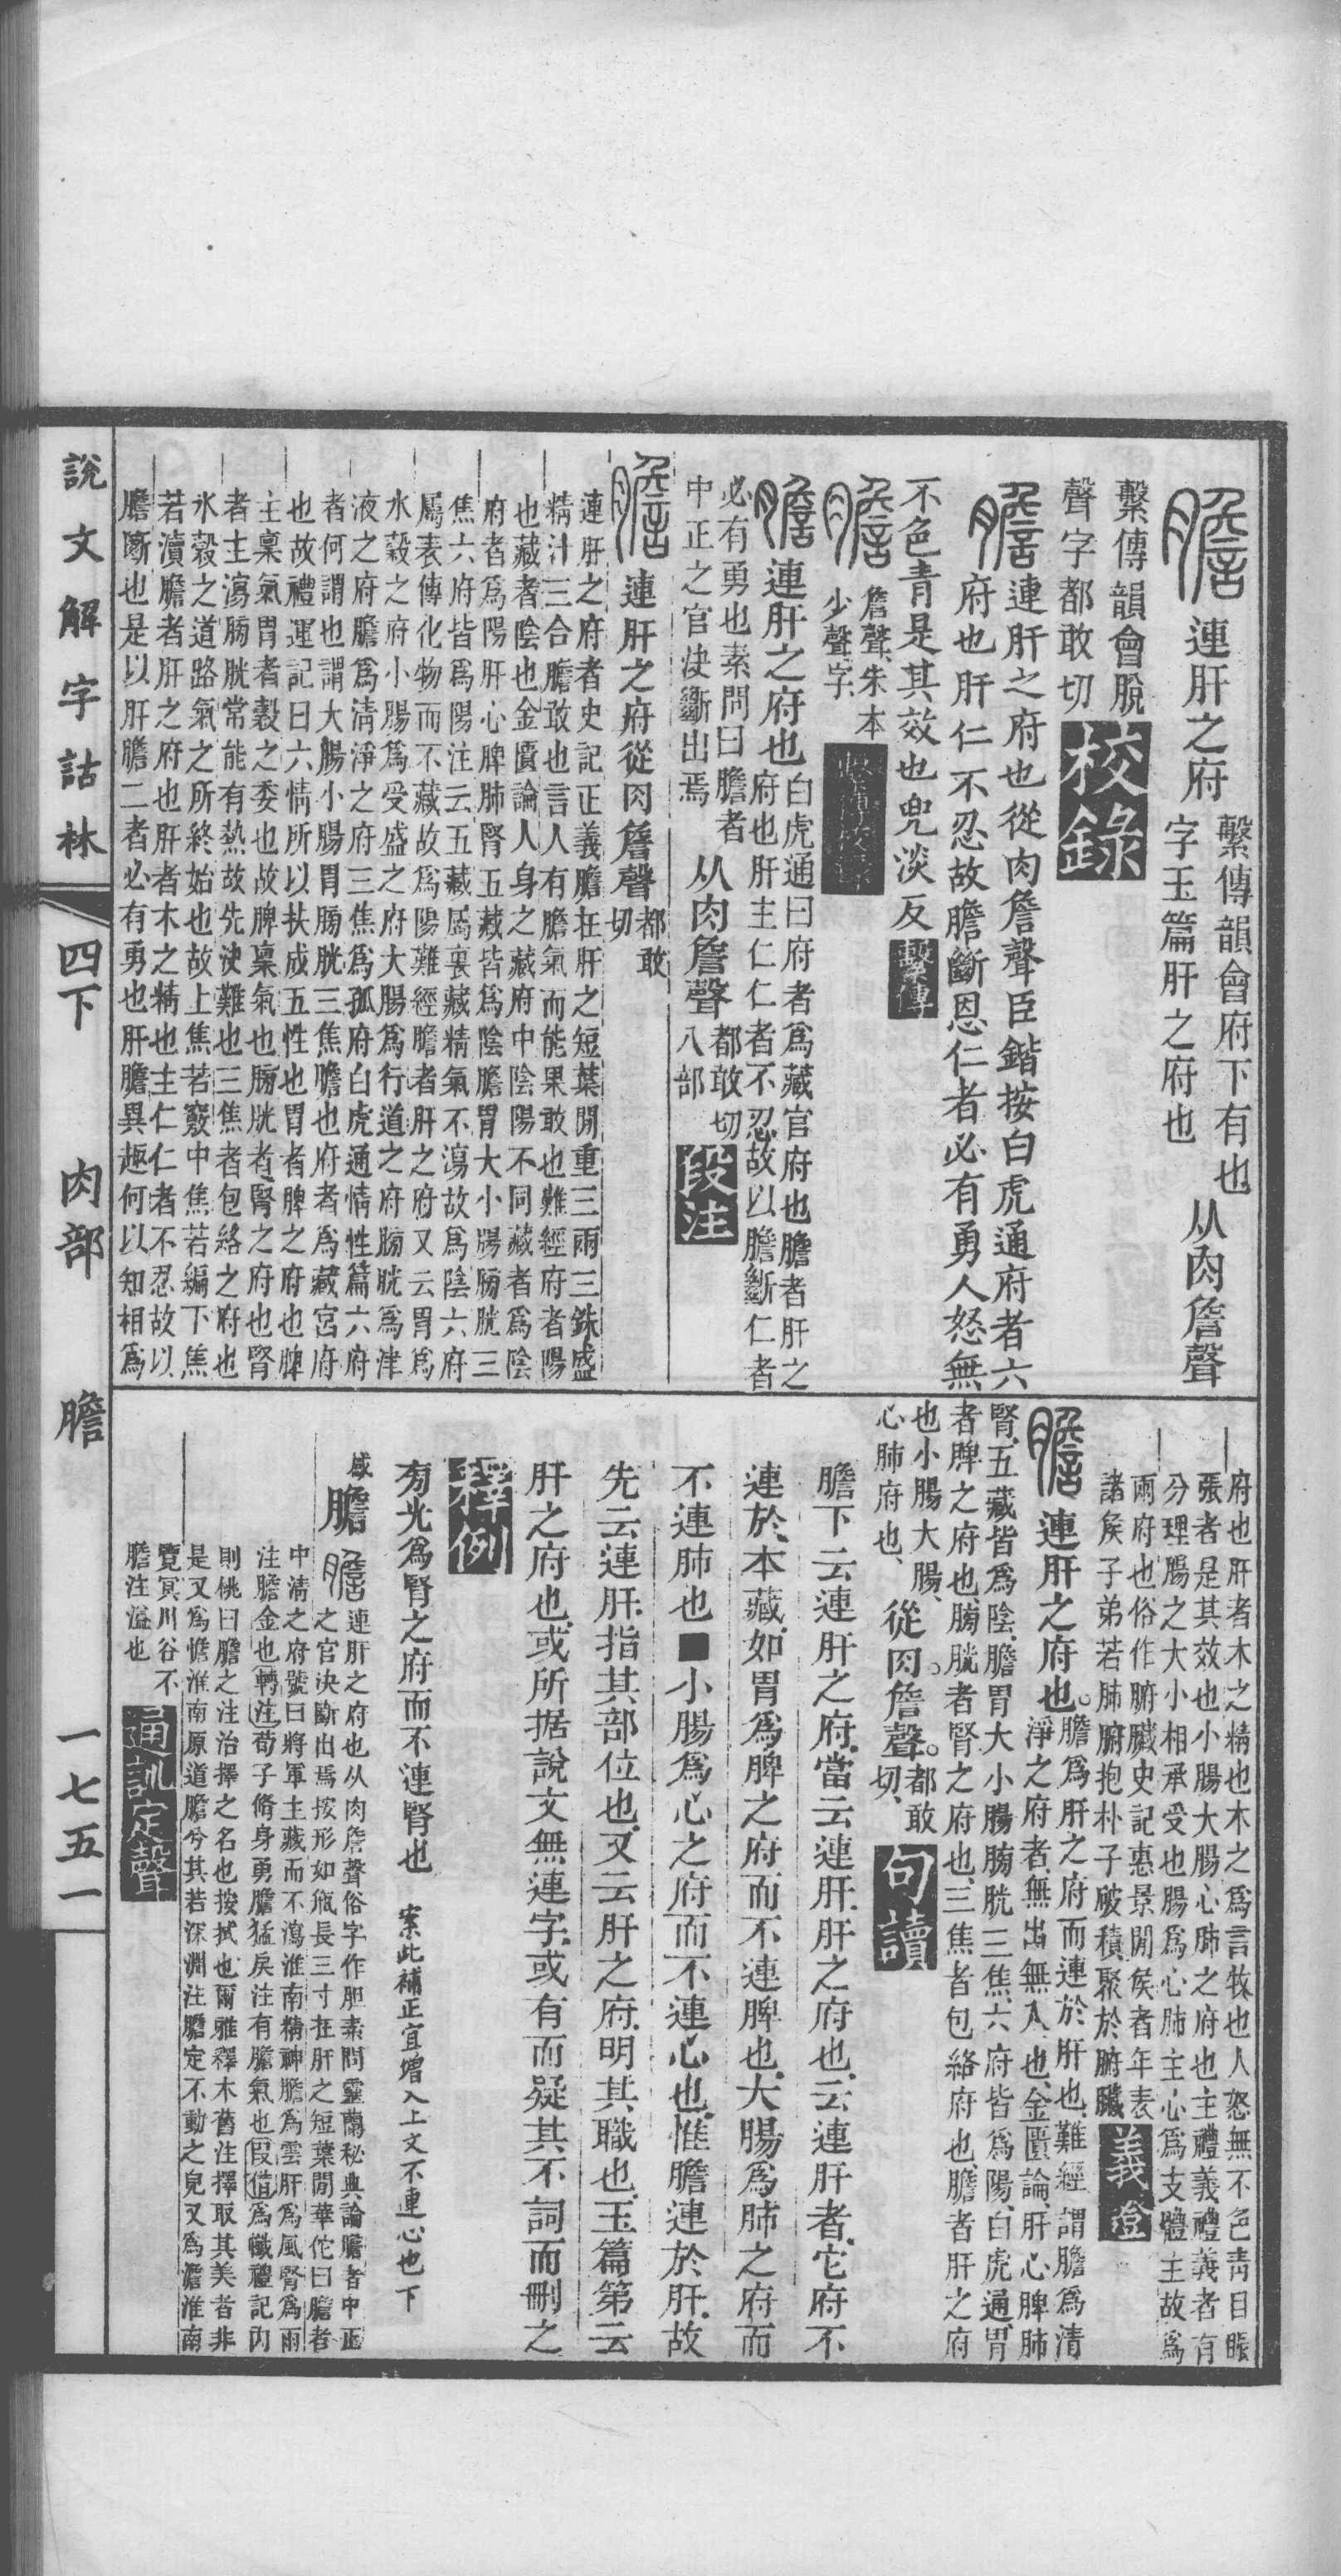 膽連肝之府
繫傳韻會府下有也
字玉篇肝之府也
从肉詹聲
繫傳韻會脫
聲字都敢切
校錄
膽連肝之府也從肉詹聲臣鍇按白虎通府者六
府也肝仁不忍故膽斷恩仁者必有勇人怒無
不色青是其效也兜淡反
繫傳
膽
詹聲朱本
少聲字
膽連肝之府也
白虎通曰府者爲藏官府也膽者肝之
府也肝主仁仁者不忍故以膽斷仁者
必有勇也素問曰膽者
中正之官決斷出焉
从肉詹聲
都敢切
八部
段注
膽連肝之府從肉詹聲
都敢
切
連肝之府者史記正義膽在肝之短葉閒重三兩三銖盛
精汁三合膽敢也言人有膽氣而能果敢也難經府者陽
也藏者陰也金匱論人身之藏府中陰陽不同藏者爲陰
府者爲陽肝心脾肺腎五藏皆爲陰膽胃大小腸膀胱三
焦六府皆爲陽注云五藏屬裏藏精氣不瀉故爲陰六府
屬表傳化物而不藏故爲陽難經膽者肝之府又云胃爲
水穀之府小腸爲受盛之府大腸爲行道之府膀胱爲津
液之府膽爲清淨之府三焦爲孤府白虎通情性篇六府
者何謂也謂大腸小腸胃膀胱三焦膽也府者爲藏宮府
也故禮運記曰六情所以扶成五性也胃者脾之府也脾
主稟氣胃者穀之委也故脾稟氣也膀胱者腎之府也腎
者主瀉膀胱常能有熱故先決難也三焦者包絡之府也
水穀之道路氣之所終始也故上焦若竅中焦若編下焦
若瀆膽者肝之府也肝者木之精也主仁仁者不忍故以
膽斷也是以肝膽二者必有勇也肝膽異趣何以知相爲
府也肝者木之精也木之爲言牧也人怒無不色靑目䀼
張者是其效也小腸大腸心肺之府也主禮義禮義者有
分理腸之大小相承受也腸爲心肺主心爲支體主故爲
兩府也俗作腑臟史記惠景閒矦者年表
諸矦子弟若肺腑抱朴子破積聚於腑臟
義證
膽連肝之府也。
膽爲肝之府而連於肝也、難經、謂膽爲清
淨之府者、無出無入也、金匱論、肝心脾肺
腎、五藏皆爲陰、膽胃大小腸膀胱三焦、六府皆爲陽、白虎通、胃
者脾之府也、膀胱者腎之府也、三焦者包絡府也、膽者肝之府
也、小腸大腸、
心肺府也、
從肉詹聲。
都敢
切、
句讀
膽下云連肝之府、當云連肝、肝之府也、云連肝者、它府不
連於本藏、如胃爲脾之府而不連脾也、大腸爲肺之府而
不連肺也■小腸爲心之府而不連心也、惟膽連於肝、故
先云連肝、指其部位也、又云肝之府、明其職也、玉篇第云
肝之府也、或所据說文無連字、或有而疑其不詞而刪之
釋例
㫄光爲腎之府而不連腎也
案此補正宜增入上文不連心也下
膽
膽連肝之府也从肉詹聲俗字作胆素問靈蘭秘典論膽者中正
之官決斷出焉按形如瓶長三寸在肝之短葉閒華佗曰膽者
中淸之府號曰將軍主藏而不瀉淮南精神膽爲雲肝爲風腎爲雨
注膽金也轉注荀子脩身勇膽猛戾注有膽氣也叚借爲㦰禮記內
則桃曰膽之注治擇之名也按拭也爾雅釋木舊注擇取其美者非
是又爲憺淮南原道膽兮其若深淵注膽定不動之皃又爲澹淮南
覽冥川谷不
膽注溢也
通訓定聲
說文解字詁林
四下
肉部
膽
一七五一